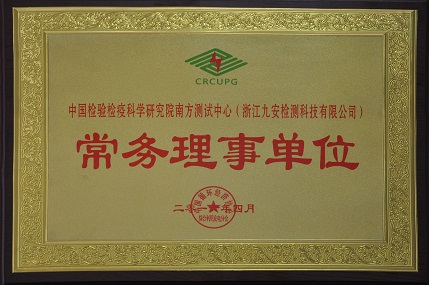 CRCUPG
中国检验检疫科学研究院南方测试中心（浙江九安检测科技有限公司）
常务理事单位
二〇一六年四月